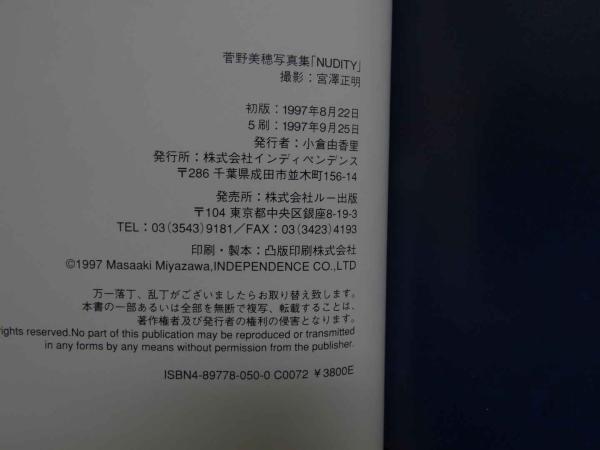 菅野美穂写真集「NUDITY」
撮影：宮澤正明
初版：1997年8月22日
5刷：1997年9月25日
発行者：小倉由香里
発行所：株式会社インディペンデンス
〒286 千葉県成田市並木町156-14
発売所：株式会社ルー出版
〒104 東京都中央区銀座8-19-3
TEL：03(3543)9181／FAX：03(3423)4193
印刷・製本：凸版印刷株式会社
©1997 Masaaki Miyazawa,INDEPENDENCE CO.,LTD
万一落丁、乱丁がございましたらお取り替え致します。
本書の一部あるいは全部を無断で複写、転載することは、
著作権者及び発行者の権利の侵害となります。
rights reserved.No part of this publication may be reproduced or transmitted
in any forms by any means without permission from the publisher.
ISBN4-89778-050-0 C0072 ￥3800E